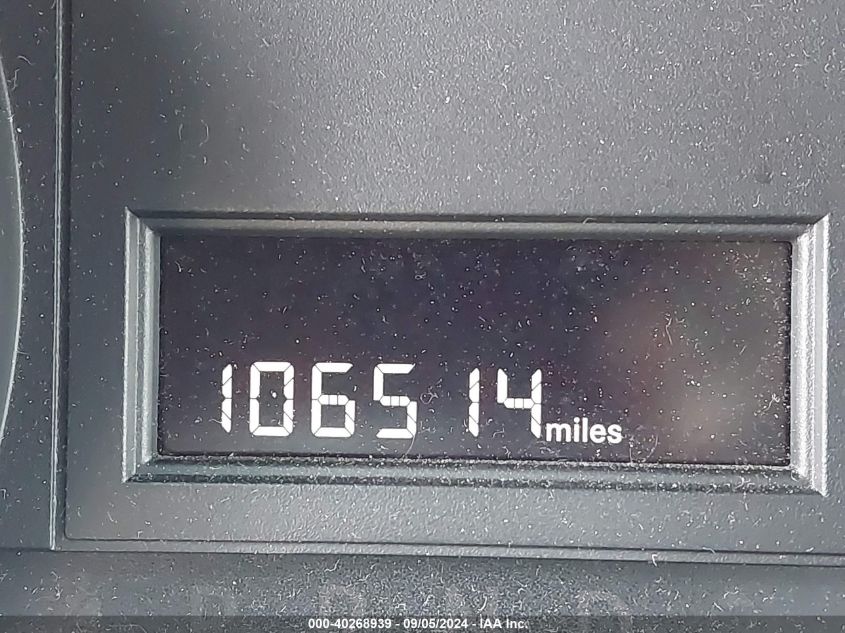 106514 miles
P R N D
000-40268939 - 09/05/2024 - IAA Inc.